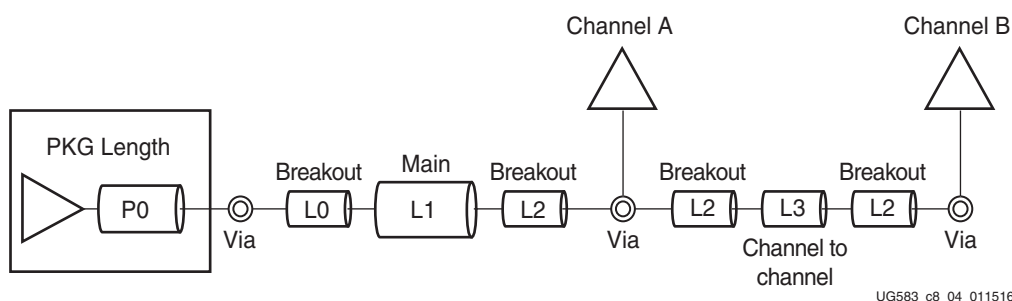 Channel A
Channel B
PKG Length
P0
Via
Breakout
L0
Main
L1
Breakout
L2
Via
Breakout
L2
L3
Channel to
channel
Breakout
L2
Via
UG583_c8_04_011516